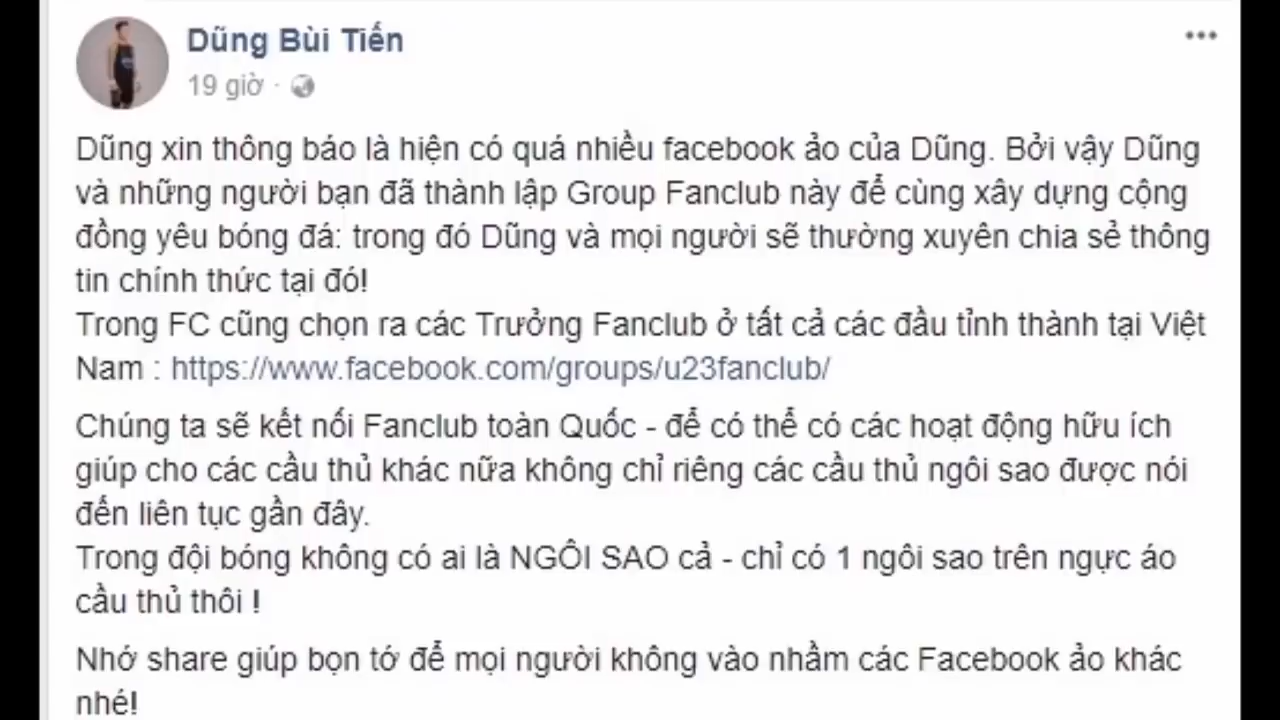 Dũng Bùi Tiến
19 giờ ·
Dũng xin thông báo là hiện có quá nhiều facebook ảo của Dũng. Bởi vậy Dũng
và những người bạn đã thành lập Group Fanclub này để cùng xây dựng cộng
đồng yêu bóng đá: trong đó Dũng và mọi người sẽ thường xuyên chia sẻ thông
tin chính thức tại đó!
Trong FC cũng chọn ra các Trưởng Fanclub ở tất cả các đầu tỉnh thành tại Việt
Nam : https://www.facebook.com/groups/u23fanclub/
Chúng ta sẽ kết nối Fanclub toàn Quốc - để có thể có các hoạt động hữu ích
giúp cho các cầu thủ khác nữa không chỉ riêng các cầu thủ ngôi sao được nói
đến liên tục gần đây.
Trong đội bóng không có ai là NGÔI SAO cả - chỉ có 1 ngôi sao trên ngực áo
cầu thủ thôi !
Nhớ share giúp bọn tớ để mọi người không vào nhầm các Facebook ảo khác
nhé!